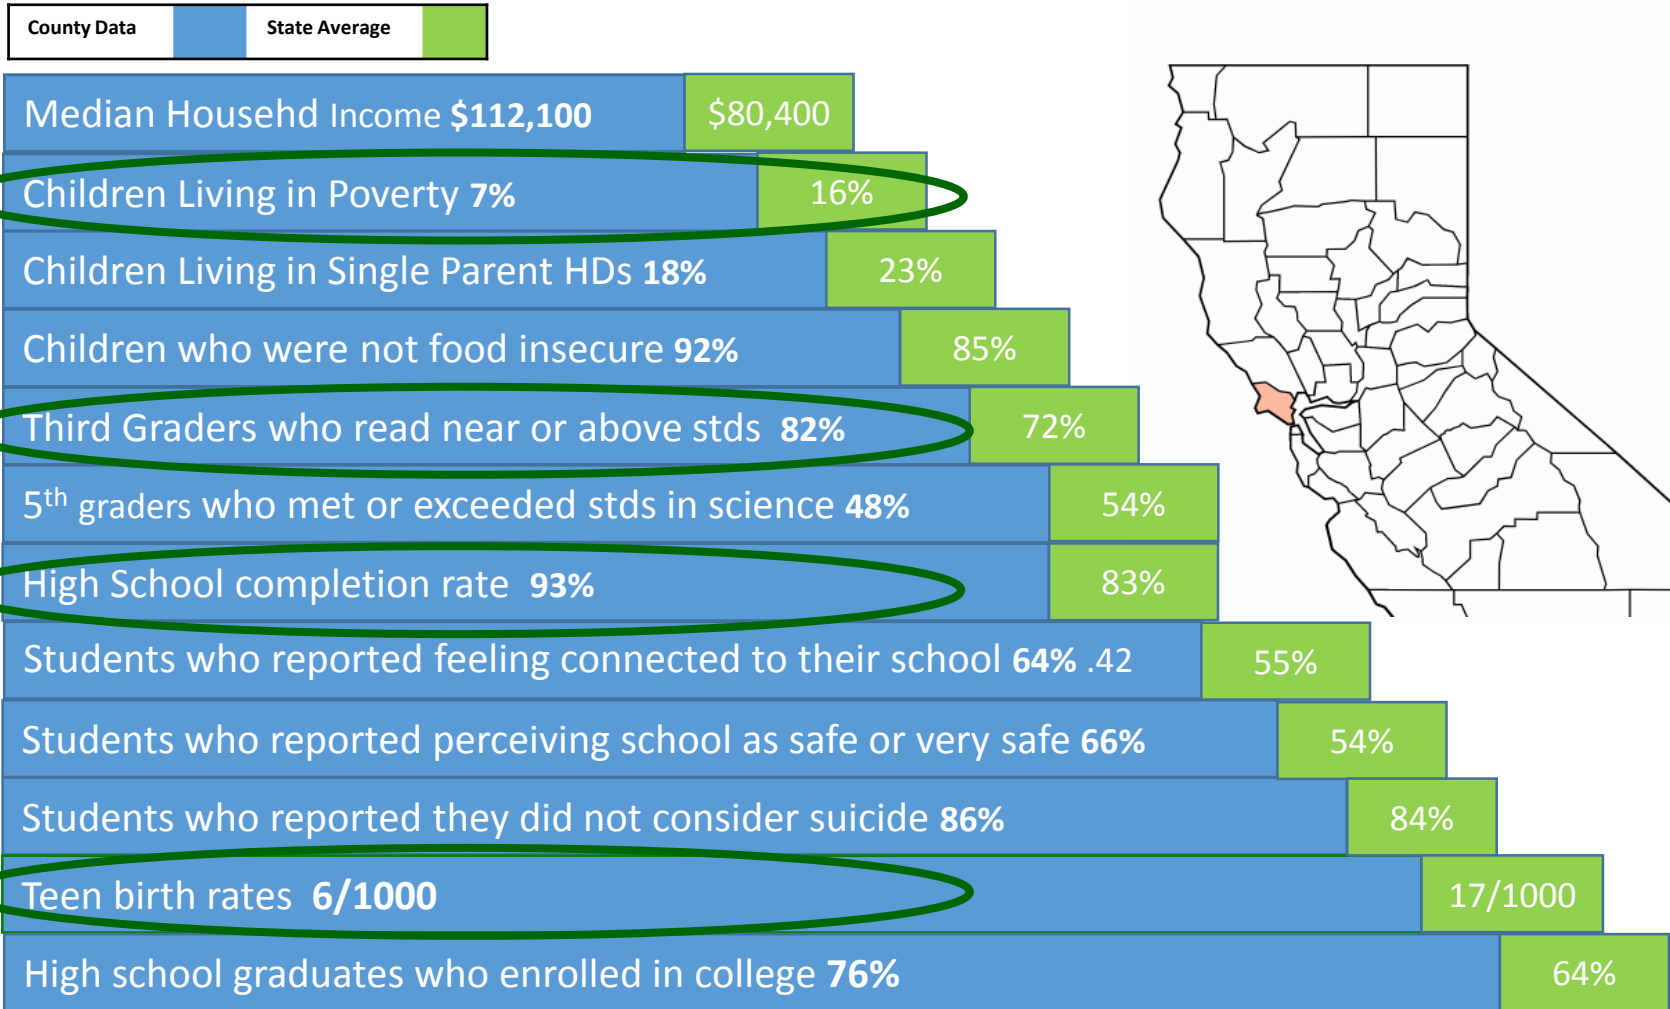 County Data State Average
Median Househd Income $112,100 $80,400
Children Living in Poverty 7% 16%
Children Living in Single Parent HDs 18% 23%
Children who were not food insecure 92% 85%
Third Graders who read near or above stds 82% 72%
5th graders who met or exceeded stds in science 48% 54%
High School completion rate 93% 83%
Students who reported feeling connected to their school 64% .42 55%
Students who reported perceiving school as safe or very safe 66% 54%
Students who reported they did not consider suicide 86% 84%
Teen birth rates 6/1000 17/1000
High school graduates who enrolled in college 76% 64%